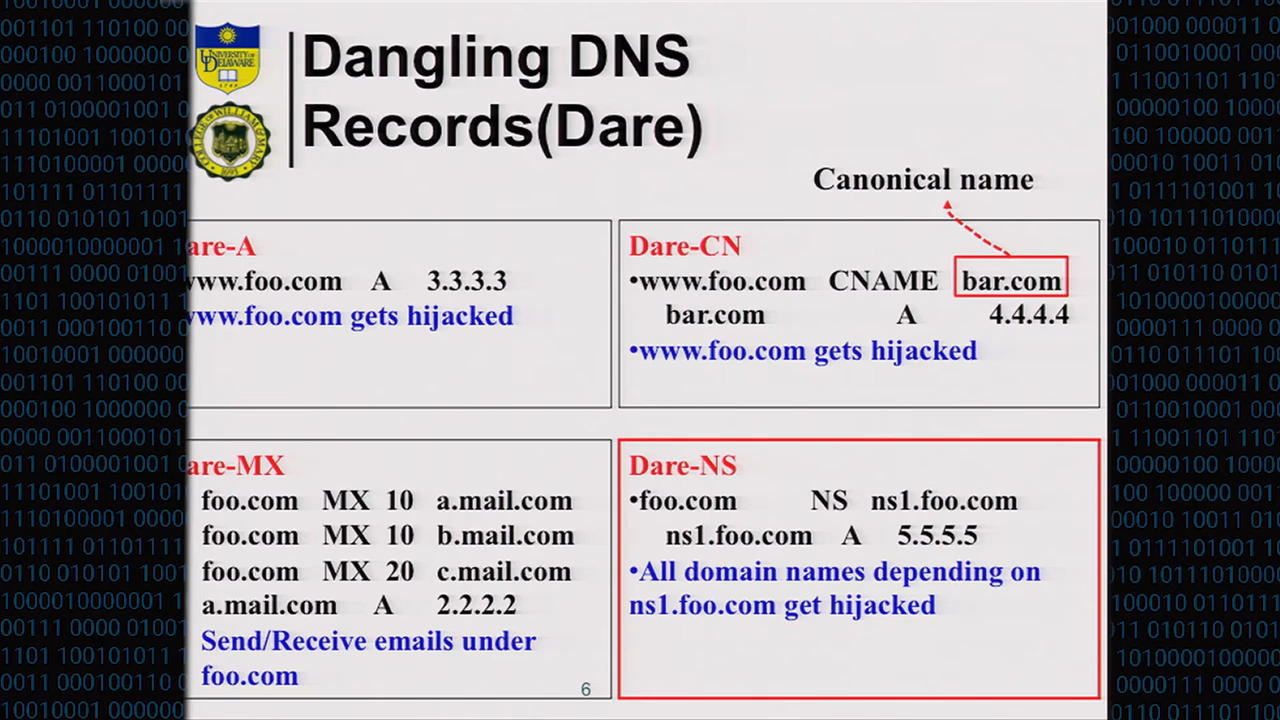 Dangling DNS
Records(Dare)
Canonical name
are-A
www.foo.com A 3.3.3.3
www.foo.com gets hijacked
Dare-CN
•www.foo.com CNAME bar.com
bar.com A 4.4.4.4
•www.foo.com gets hijacked
are-MX
foo.com MX 10 a.mail.com
foo.com MX 10 b.mail.com
foo.com MX 20 c.mail.com
a.mail.com A 2.2.2.2
Send/Receive emails under
foo.com
6
Dare-NS
•foo.com NS ns1.foo.com
ns1.foo.com A 5.5.5.5
•All domain names depending on
ns1.foo.com get hijacked